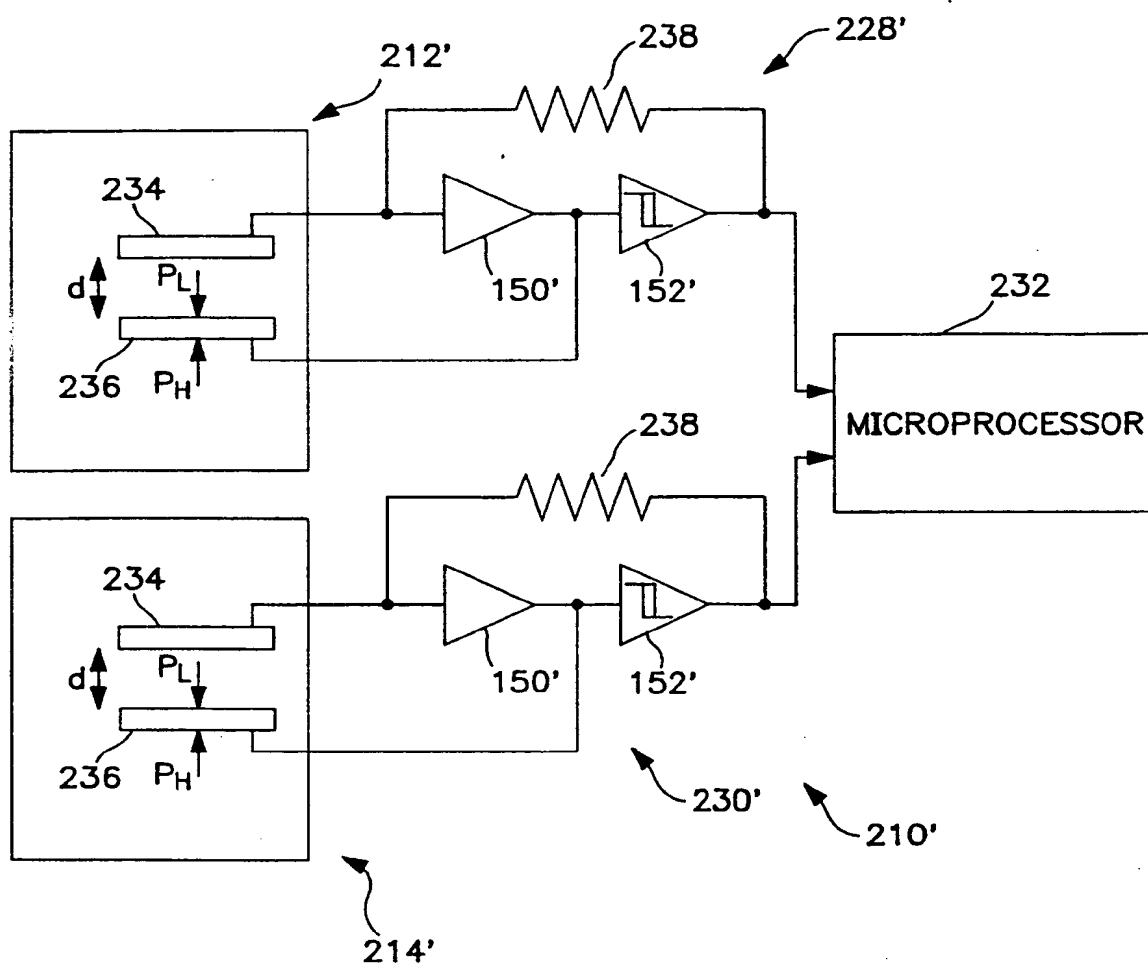 238
228'
212'
234
150'
152'
d
PL
236
PH
232
MICROPROCESSOR
238
234
150'
152'
d
PL
236
PH
230'
210'
214'